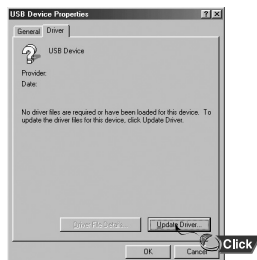 USB Device Properties
General Driver
USB Device
Provider:
Date:
No driver files are required or have been loaded for this device. To
update the driver files for this device, click Update Driver.
Driver File Details...
Update Driver...
OK
Cancel
Click